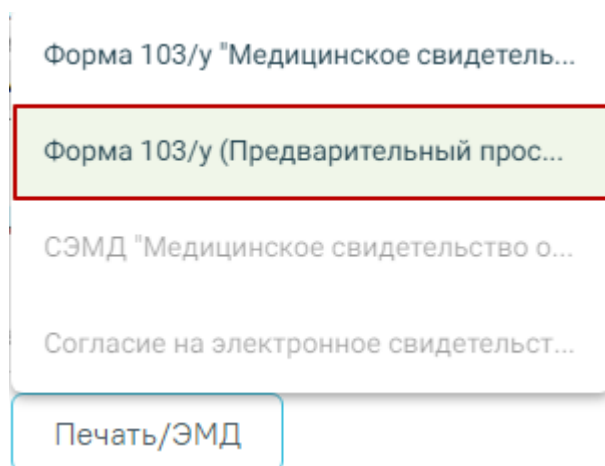 Форма 103/у "Медицинское свидетель...
Форма 103/у (Предварительный прос...
СЭМД "Медицинское свидетельство о...
Согласие на электронное свидетельст...
Печать/ЭМД